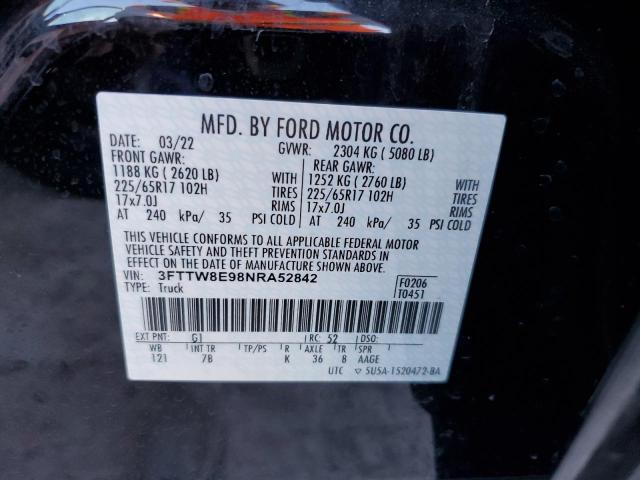 MFD. BY FORD MOTOR CO.
DATE: 03/22 GVWR: 2304 KG ( 5080 LB)
FRONT GAWR: REAR GAWR:
1188 KG ( 2620 LB) WITH 1252 KG ( 2760 LB) WITH
225/65R17 102H TIRES 225/65R17 102H TIRES
17x7.0J RIMS 17x7.0J RIMS
AT 240 kPa/ 35 PSI COLD AT 240 kPa/ 35 PSI COLD
THIS VEHICLE CONFORMS TO ALL APPLICABLE FEDERAL MOTOR
VEHICLE SAFETY AND THEFT PREVENTION STANDARDS IN
EFFECT ON THE DATE OF MANUFACTURE SHOWN ABOVE.
VIN: 3FTTW8E98NRA52842 F0206
TYPE: Truck T0451
EXT PNT: G1 RC: 52 DSO:
WB INT TR TP/PS R AXLE TR SPR
121 7B K 36 8 AAGE
UTC ▽ 5U5A-1520472-BA